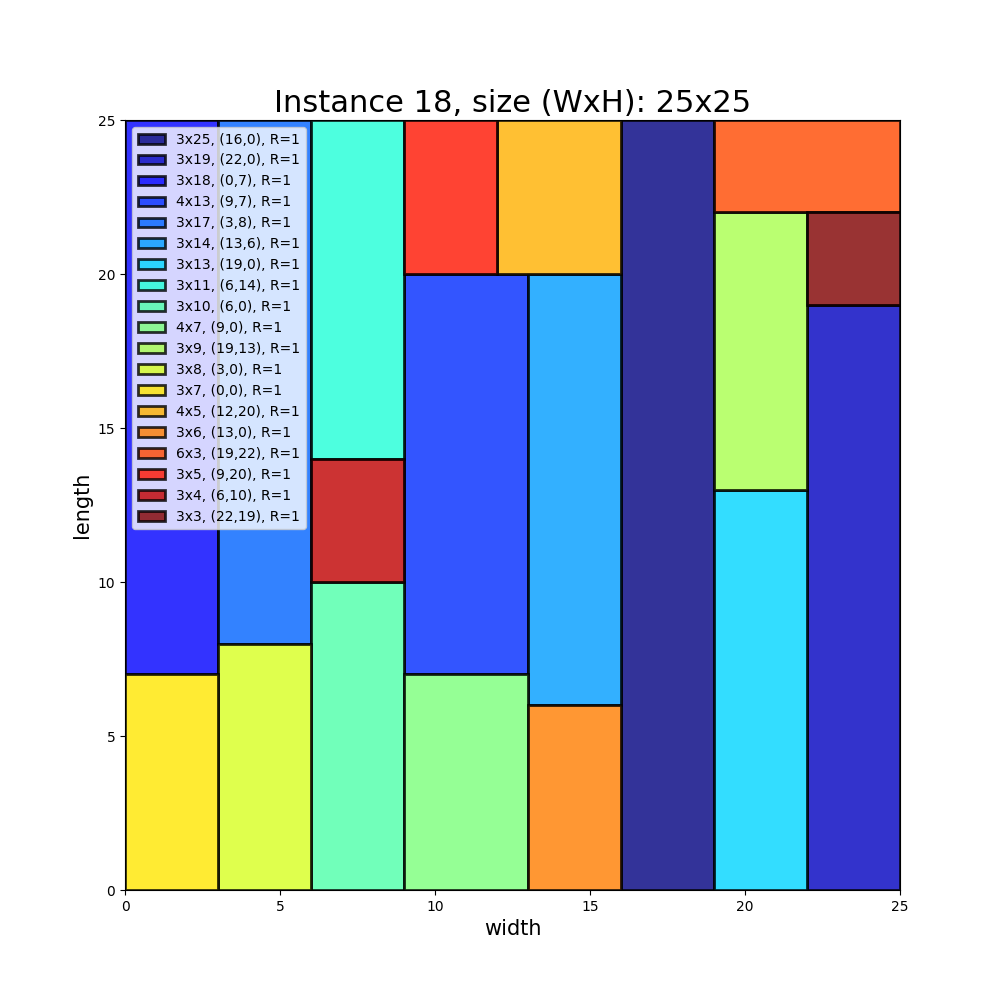 Instance 18, size (WxH): 25x25
25
20
15
10
5
0
length
3x25, (16,0), R=1
3x19, (22,0), R=1
3x18, (0,7), R=1
4x13, (9,7), R=1
3x17, (3,8), R=1
3x14, (13,6), R=1
3x13, (19,0), R=1
3x11, (6,14), R=1
3x10, (6,0), R=1
4x7, (9,0), R=1
3x9, (19,13), R=1
3x8, (3,0), R=1
3x7, (0,0), R=1
4x5, (12,20), R=1
3x6, (13,0), R=1
6x3, (19,22), R=1
3x5, (9,20), R=1
3x4, (6,10), R=1
3x3, (22,19), R=1
0 5 10 15 20 25
width